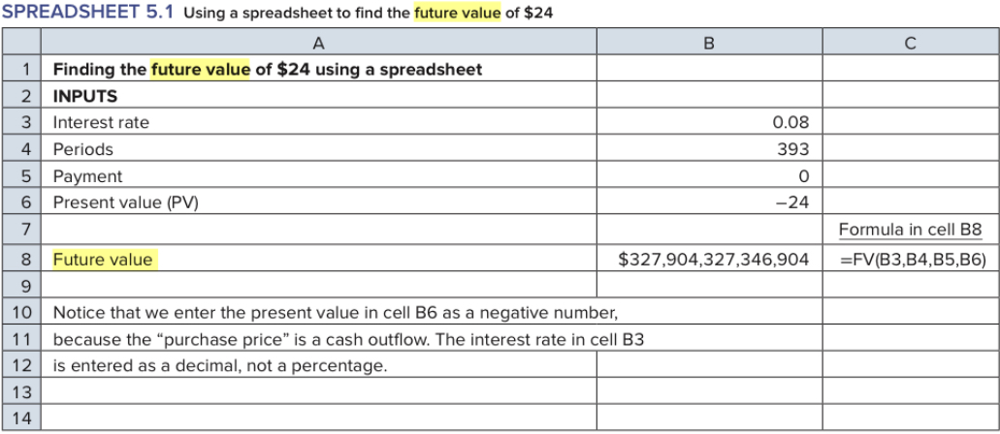 SPREADSHEET 5.1 Using a spreadsheet to find the future value of $24
A B C
1 Finding the future value of $24 using a spreadsheet
2 INPUTS
3 Interest rate 0.08
4 Periods 393
5 Payment 0
6 Present value (PV) −24
7 Formula in cell B8
8 Future value $327,904,327,346,904 =FV(B3,B4,B5,B6)
9
10 Notice that we enter the present value in cell B6 as a negative number,
11 because the “purchase price” is a cash outflow. The interest rate in cell B3
12 is entered as a decimal, not a percentage.
13
14